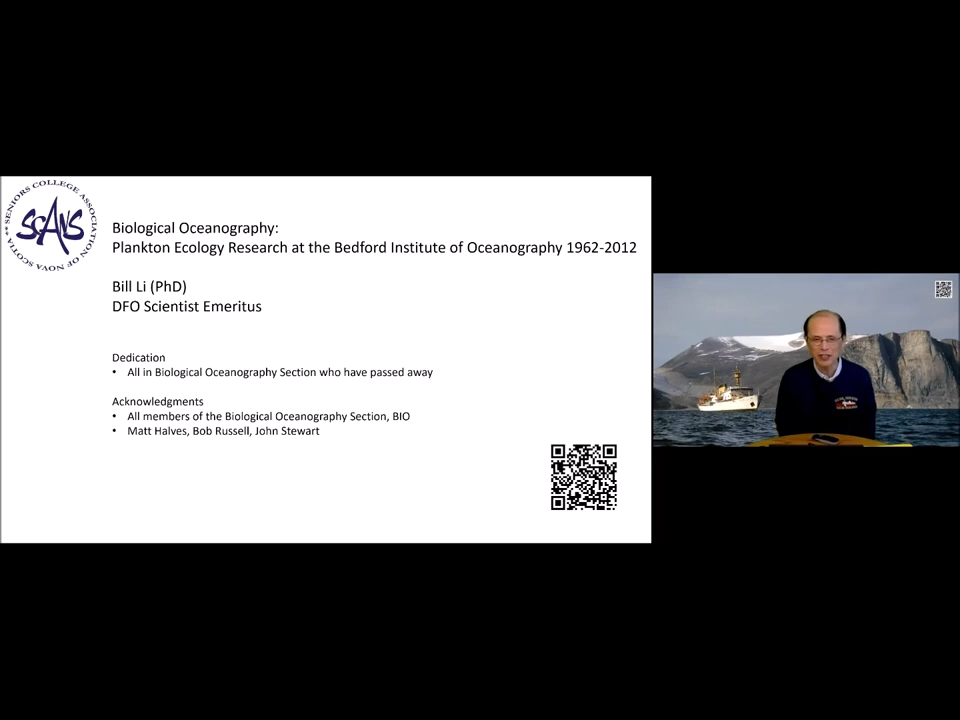 SENIORS COLLEGE ASSOCIATION OF NOVA SCOTIA **
SCANS
Biological Oceanography:
Plankton Ecology Research at the Bedford Institute of Oceanography 1962-2012
Bill Li (PhD)
DFO Scientist Emeritus
Dedication
• All in Biological Oceanography Section who have passed away
Acknowledgments
• All members of the Biological Oceanography Section, BIO
• Matt Halves, Bob Russell, John Stewart